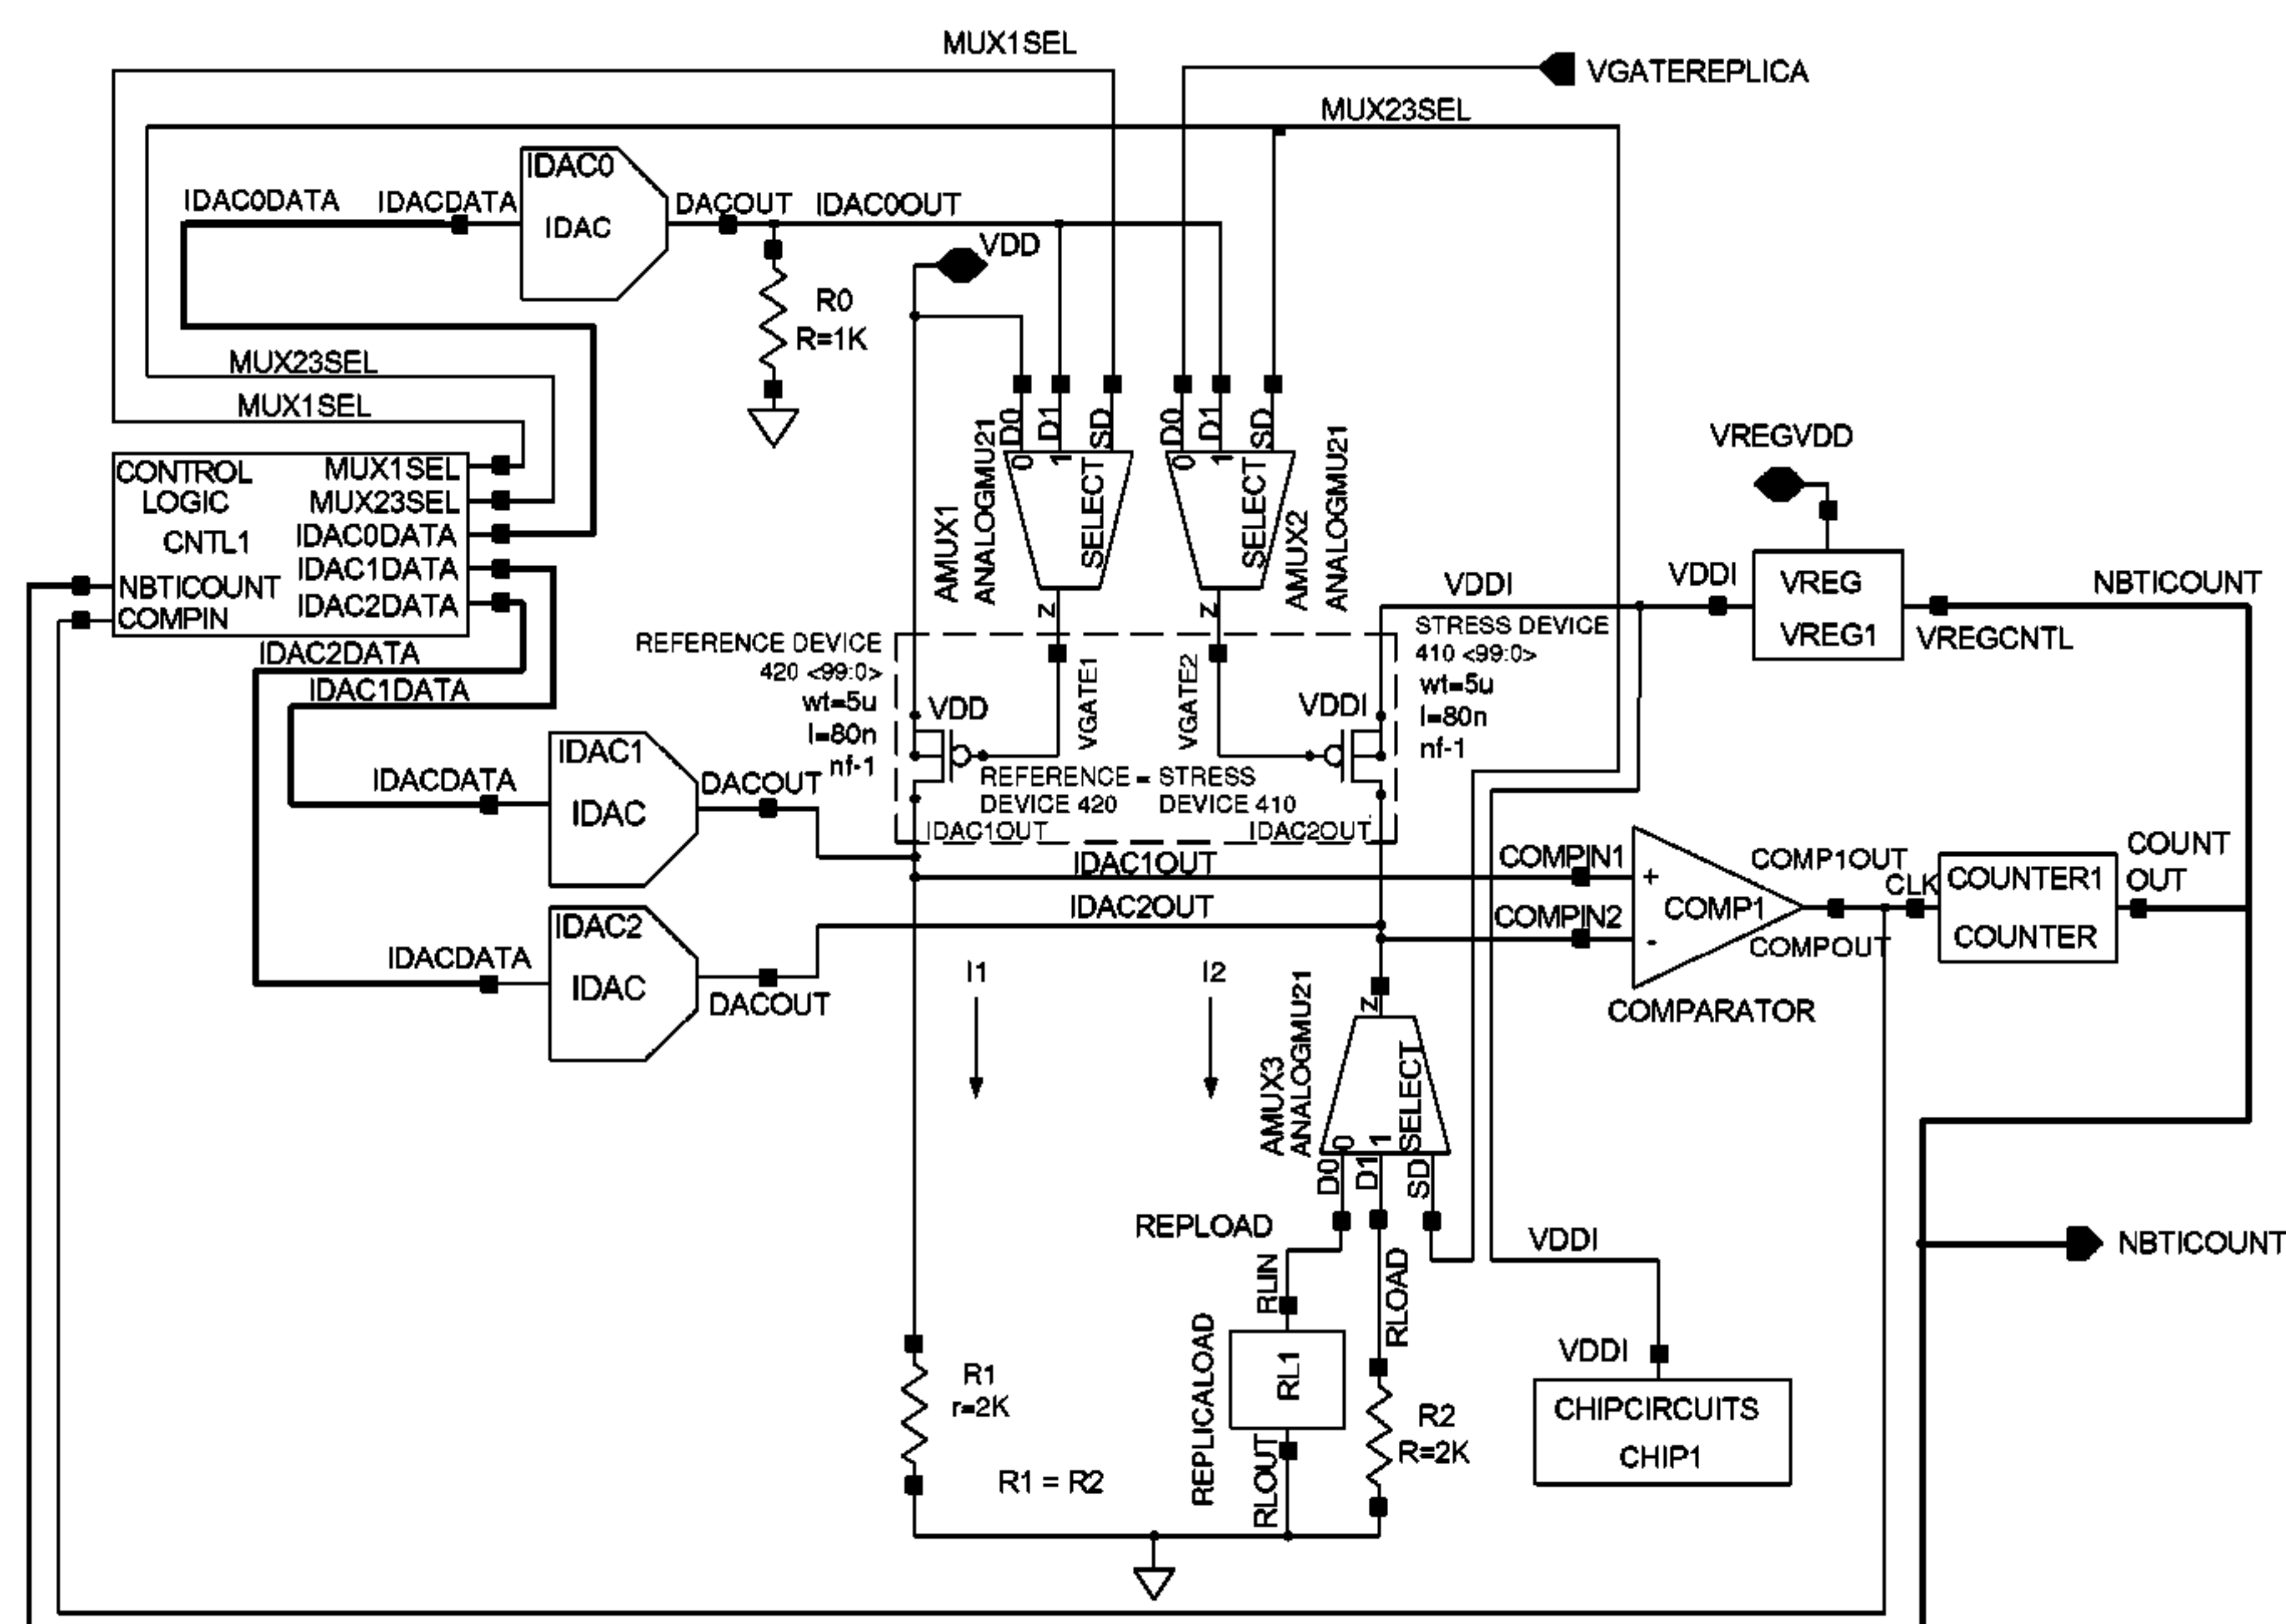 MUX1SEL
VGATEREPLICA
MUX23SEL
IDAC0
IDAC
IDAC0DATA
IDACDATA
DACOUT
IDAC0OUT
VDD
R0
R=1K
MUX23SEL
MUX1SEL
D0
D1
SD
0
1
SELECT
Z
AMUX1
ANALOGMU21
D0
D1
SD
0
1
SELECT
Z
AMUX2
ANALOGMU21
CONTROL
LOGIC
CNTL1
MUX1SEL
MUX23SEL
IDAC0DATA
IDAC1DATA
IDAC2DATA
NBTICOUNT
COMPIN
IDAC2DATA
IDAC1DATA
VREGVDD
VDDI
VDDI
VREG
VREG1
NBTICOUNT
VREGCNTL
REFERENCE DEVICE
420 <99:0>
wt=5u
l=80n
nf-1
VDD
VGATE1
VGATE2
VDDI
STRESS DEVICE
410 <99:0>
wt=5u
l=80n
nf-1
REFERENCE = STRESS
DEVICE 420 DEVICE 410
IDAC1OUT
IDAC2OUT
IDAC1
IDAC
IDACDATA
DACOUT
IDAC1OUT
IDAC2OUT
IDAC2
IDAC
IDACDATA
DACOUT
COMPIN1
COMPIN2
+
-
COMP1
COMP1OUT
COMPOUT
COMPARATOR
CLK
COUNTER1
COUNTER
COUNT
OUT
I1
I2
Z
AMUX3
ANALOGMU21
SELECT
0
1
D0
D1
SD
REPLOAD
RLIN
RLOAD
REPLICALOAD
RL1
RLOUT
R1
r=2K
R1 = R2
R2
R=2K
VDDI
VDDI
CHIPCIRCUITS
CHIP1
NBTICOUNT